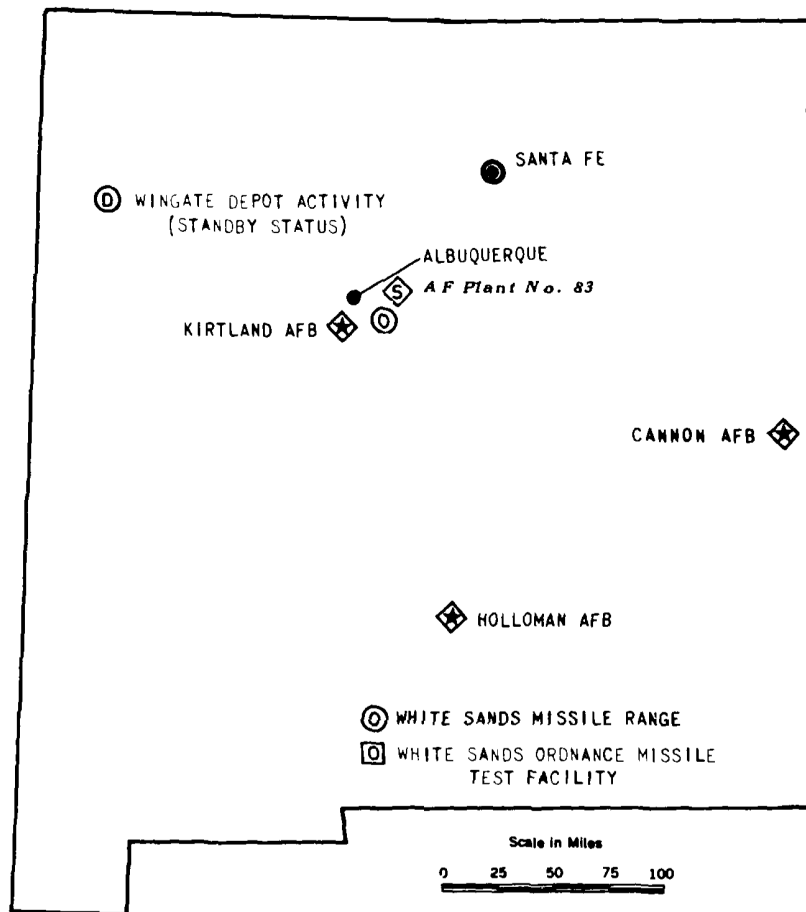 SANTA FE
D WINGATE DEPOT ACTIVITY
(STANDBY STATUS)
ALBUQUERQUE
S AF Plant No. 83
KIRTLAND AFB
O
CANNON AFB
HOLLOMAN AFB
O WHITE SANDS MISSILE RANGE
O WHITE SANDS ORDNANCE MISSILE
TEST FACILITY
Scale in Miles
0 25 50 75 100